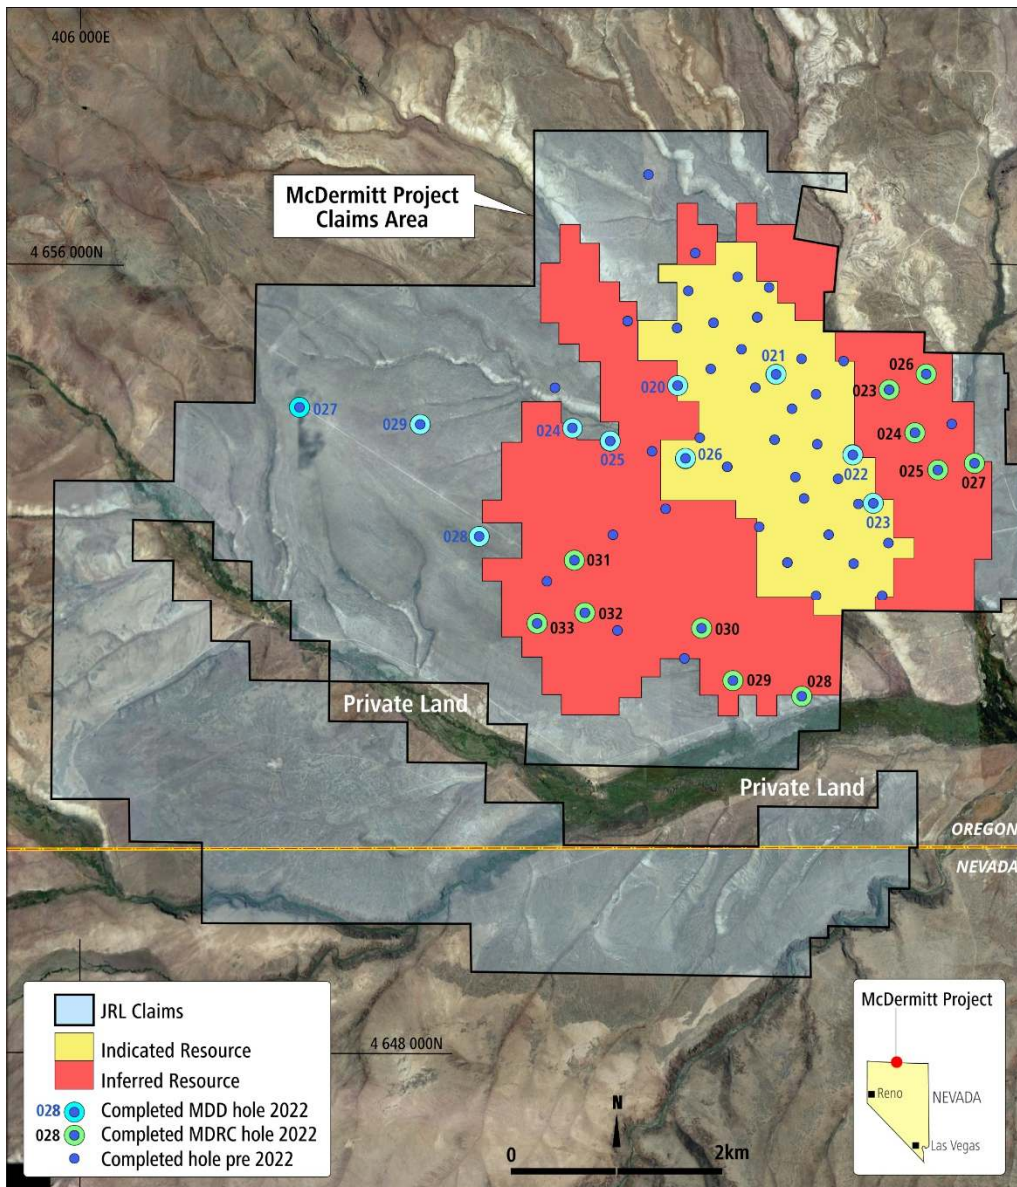 406 000E
McDermitt Project
Claims Area
4 656 000N
021
026
020
023
027
029
024
024
025
026
022
025
027
023
028
031
032
033
030
029
028
Private Land
Private Land
OREGON
NEVADA
JRL Claims
Indicated Resource
Inferred Resource
028 Completed MDD hole 2022
028 Completed MDRC hole 2022
Completed hole pre 2022
4 648 000N
N
0 2km
McDermitt Project
Reno
NEVADA
Las Vegas